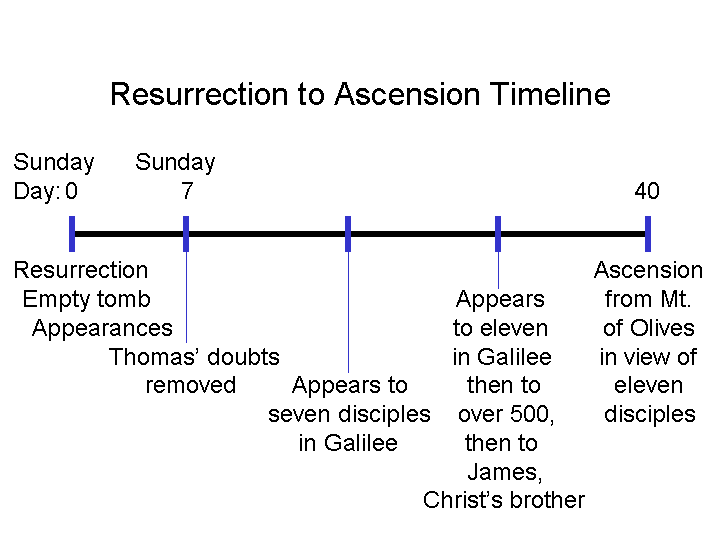 Resurrection to Ascension Timeline
Sunday
Day: 0
Sunday
7
40
Resurrection
Empty tomb
Appearances
Thomas’ doubts
removed
Appears to
seven disciples
in Galilee
Appears
to eleven
in Galilee
then to
over 500,
then to
James,
Christ’s brother
Ascension
from Mt.
of Olives
in view of
eleven
disciples